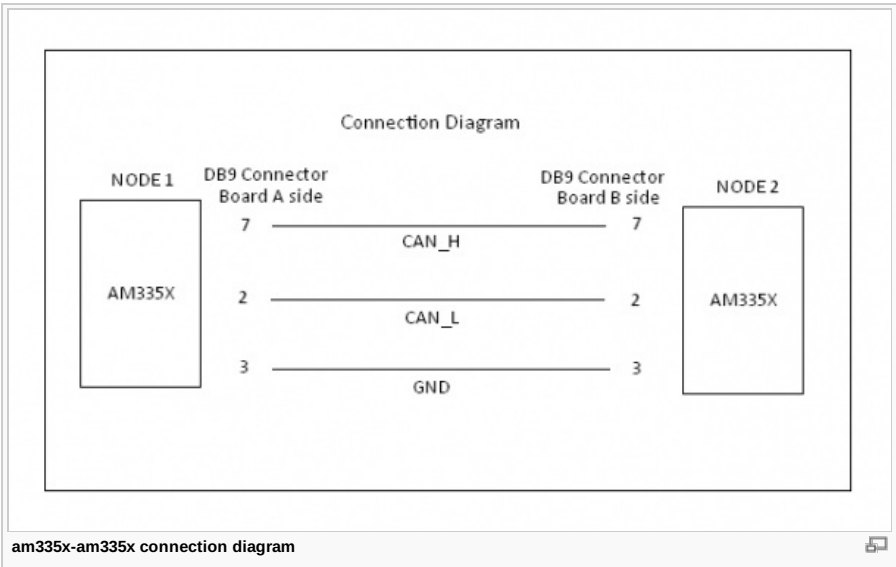 Connection Diagram
NODE 1
DB9 Connector
Board A side
DB9 Connector
Board B side
NODE 2
7
CAN_H
7
AM335X
2
CAN_L
2
AM335X
3
GND
3
am335x-am335x connection diagram